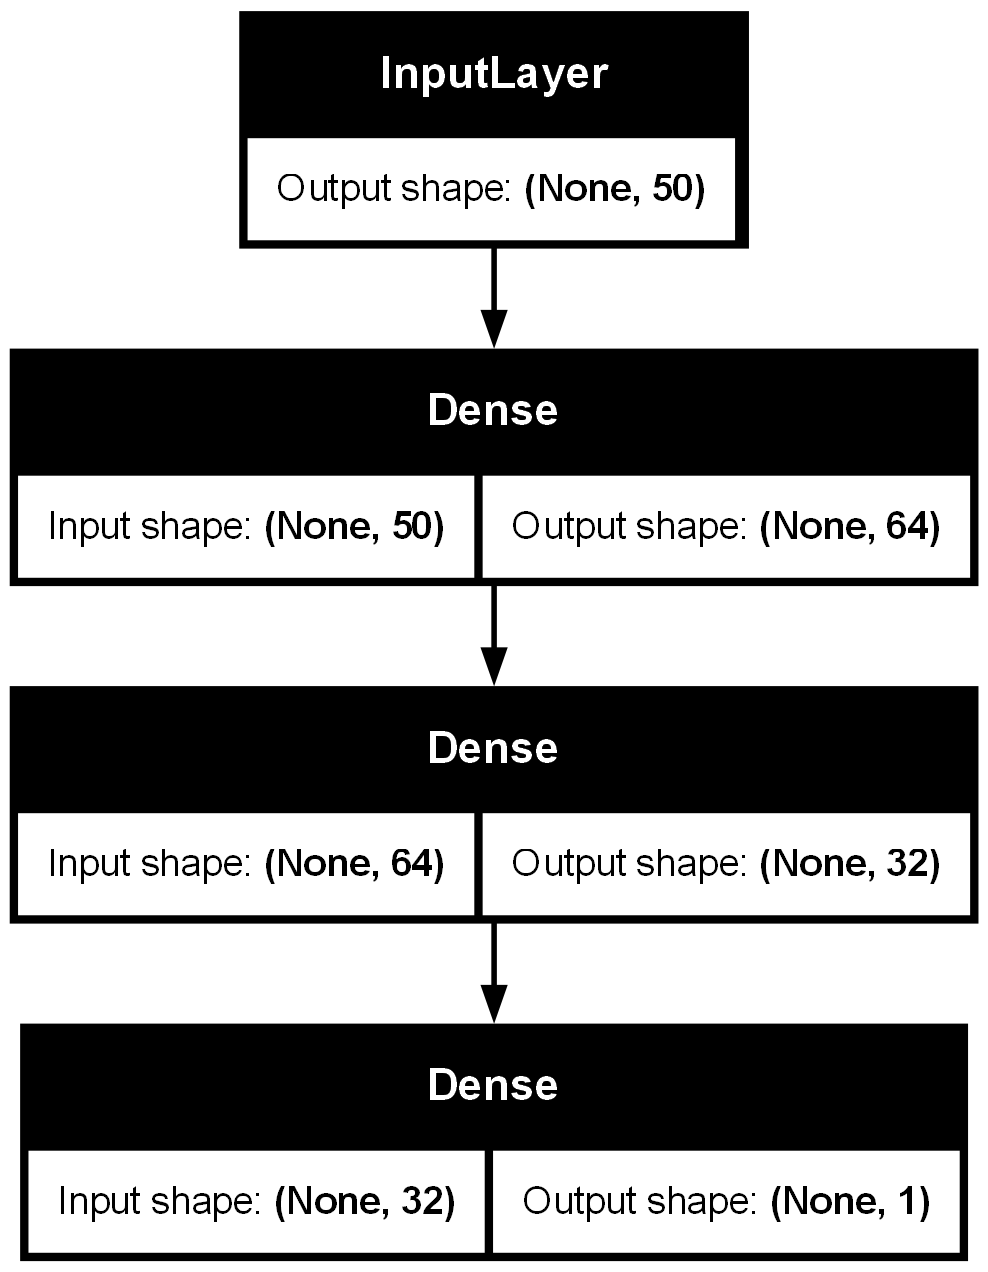 InputLayer
Output shape: (None, 50)
Dense
Input shape: (None, 50) Output shape: (None, 64)
Dense
Input shape: (None, 64) Output shape: (None, 32)
Dense
Input shape: (None, 32) Output shape: (None, 1)